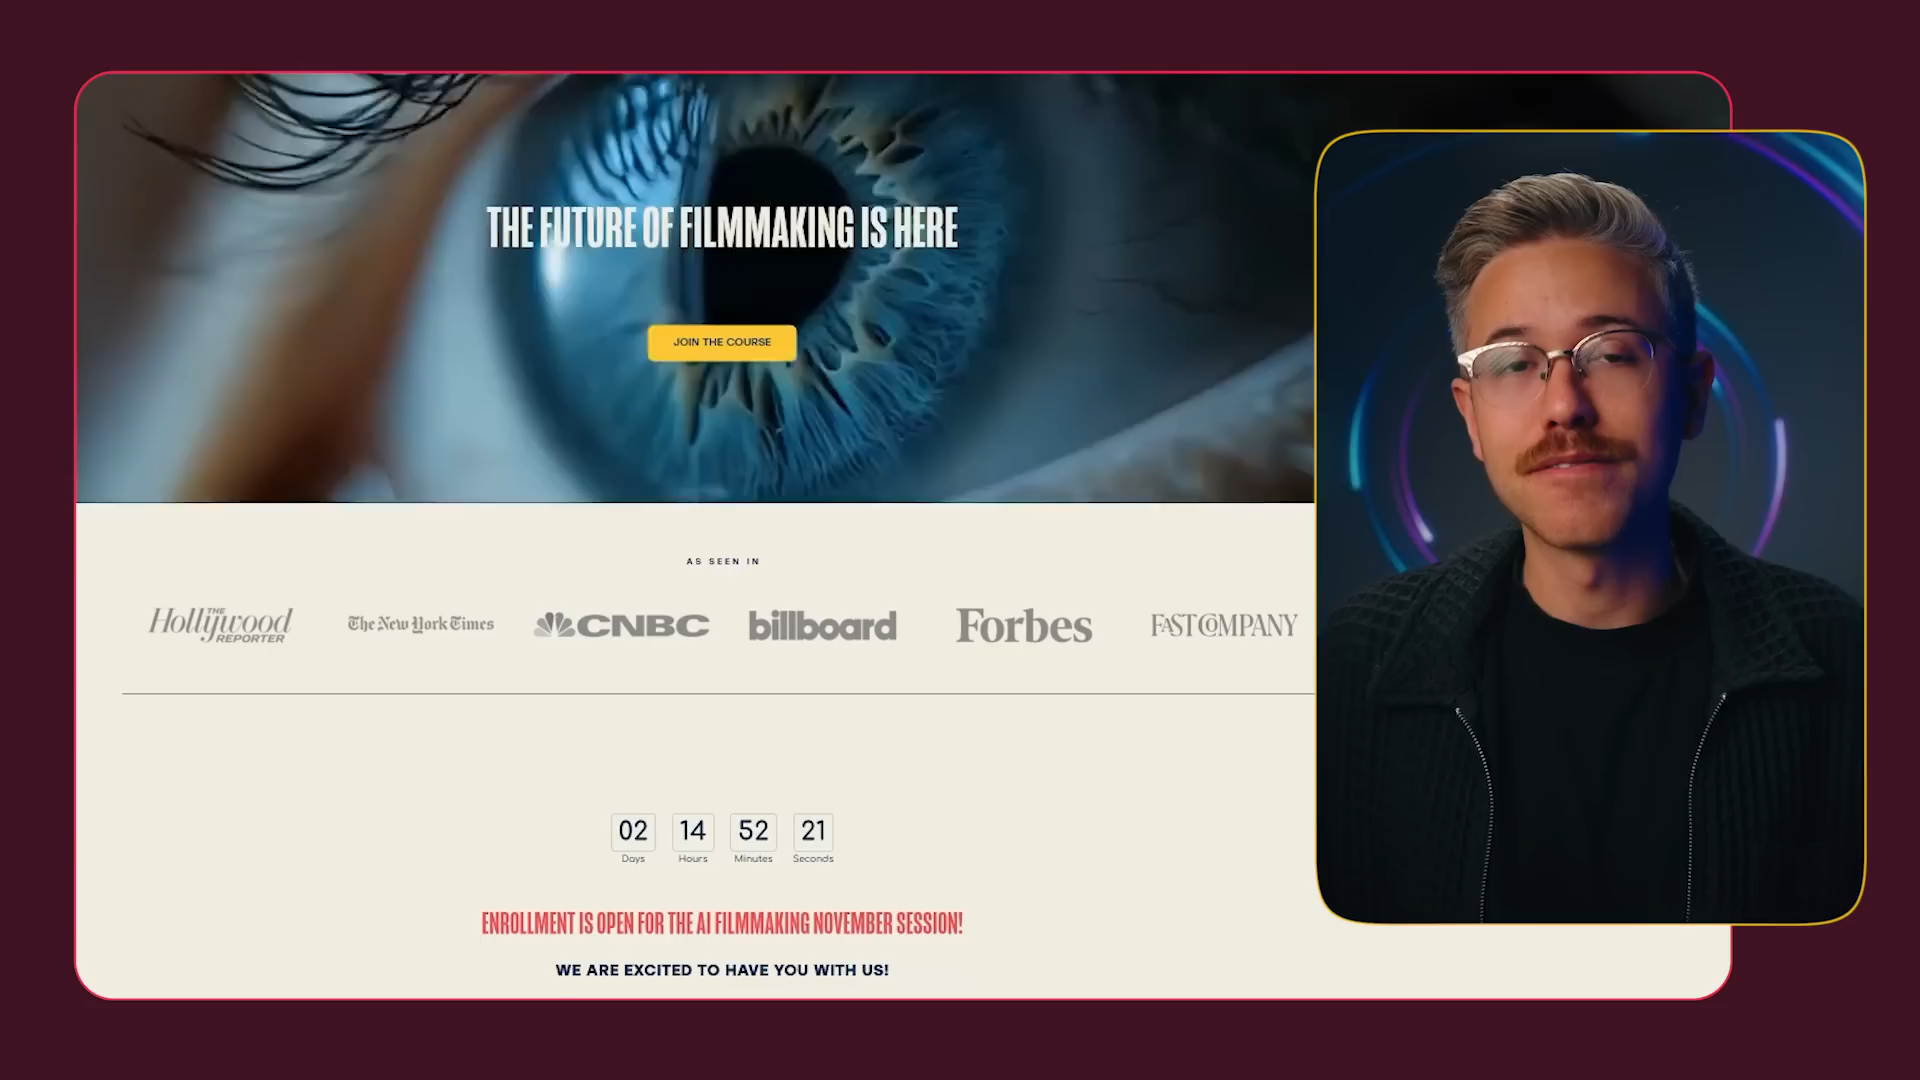 THE FUTURE OF FILMMAKING IS HERE
JOIN THE COURSE
AS SEEN IN
The Hollywood REPORTER
The New York Times
CNBC
billboard
Forbes
FAST COMPANY
02 14 52 21
Days Hours Minutes Seconds
ENROLLMENT IS OPEN FOR THE AI FILMMAKING NOVEMBER SESSION!
WE ARE EXCITED TO HAVE YOU WITH US!